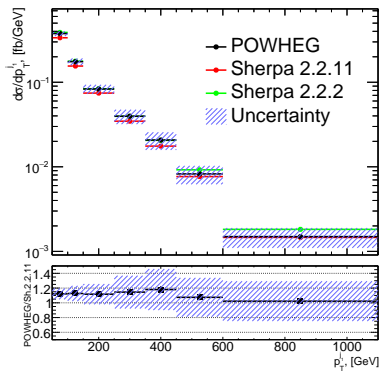 dσ/dp_T^{j_1}, [fb/GeV]
POWHEG
Sherpa 2.2.11
Sherpa 2.2.2
Uncertainty
10⁻¹
10⁻²
10⁻³
POWHEG/Sh.2.2.11
1.4
1.2
1
0.8
0.6
200 400 600 800 1000
p_T^{j_1}, [GeV]